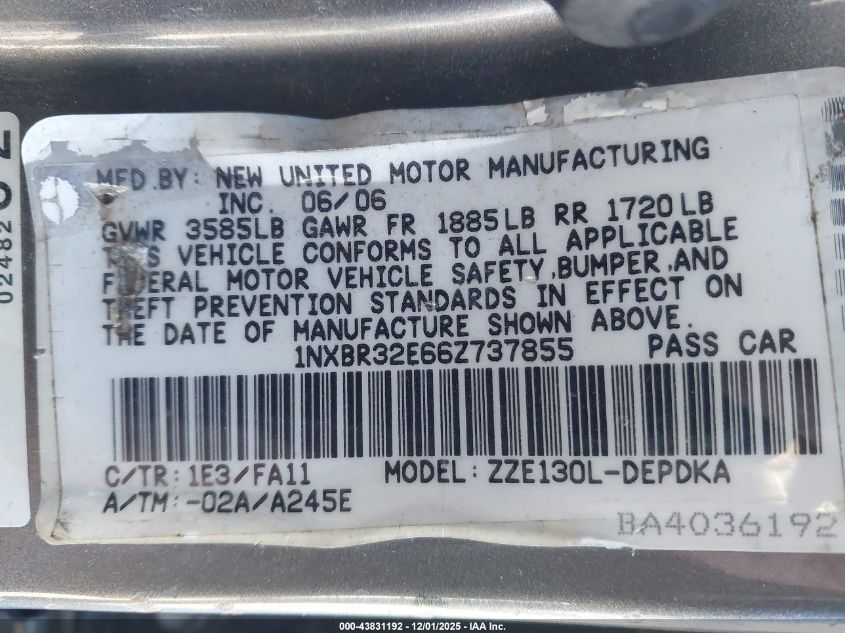 MFD.BY: NEW UNITED MOTOR MANUFACTURING
INC. 06/06
GVWR 3585LB GAWR FR 1885LB RR 1720LB
THIS VEHICLE CONFORMS TO ALL APPLICABLE
FEDERAL MOTOR VEHICLE SAFETY,BUMPER,AND
THEFT PREVENTION STANDARDS IN EFFECT ON
THE DATE OF MANUFACTURE SHOWN ABOVE.
1NXBR32E66Z737855 PASS CAR
C/TR: 1E3/FA11 MODEL: ZZE130L-DEPDKA
A/TM: -02A/A245E
BA4036192
02482
000-43831192 - 12/01/2025 - IAA Inc.